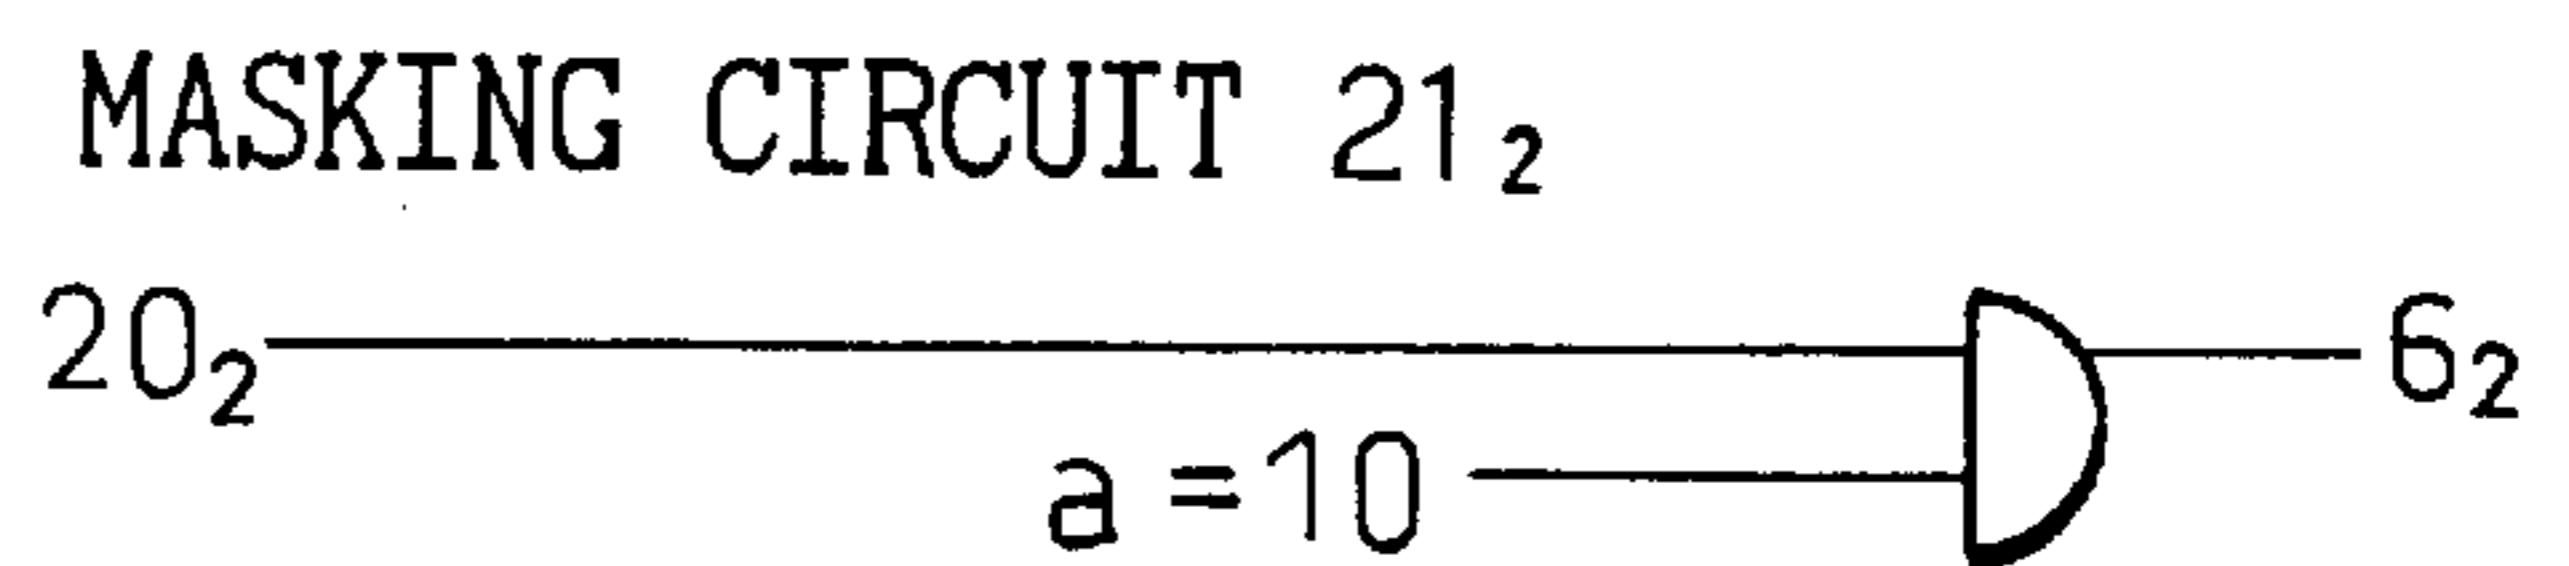 MASKING CIRCUIT 21₂
20₂ 6₂
a = 10